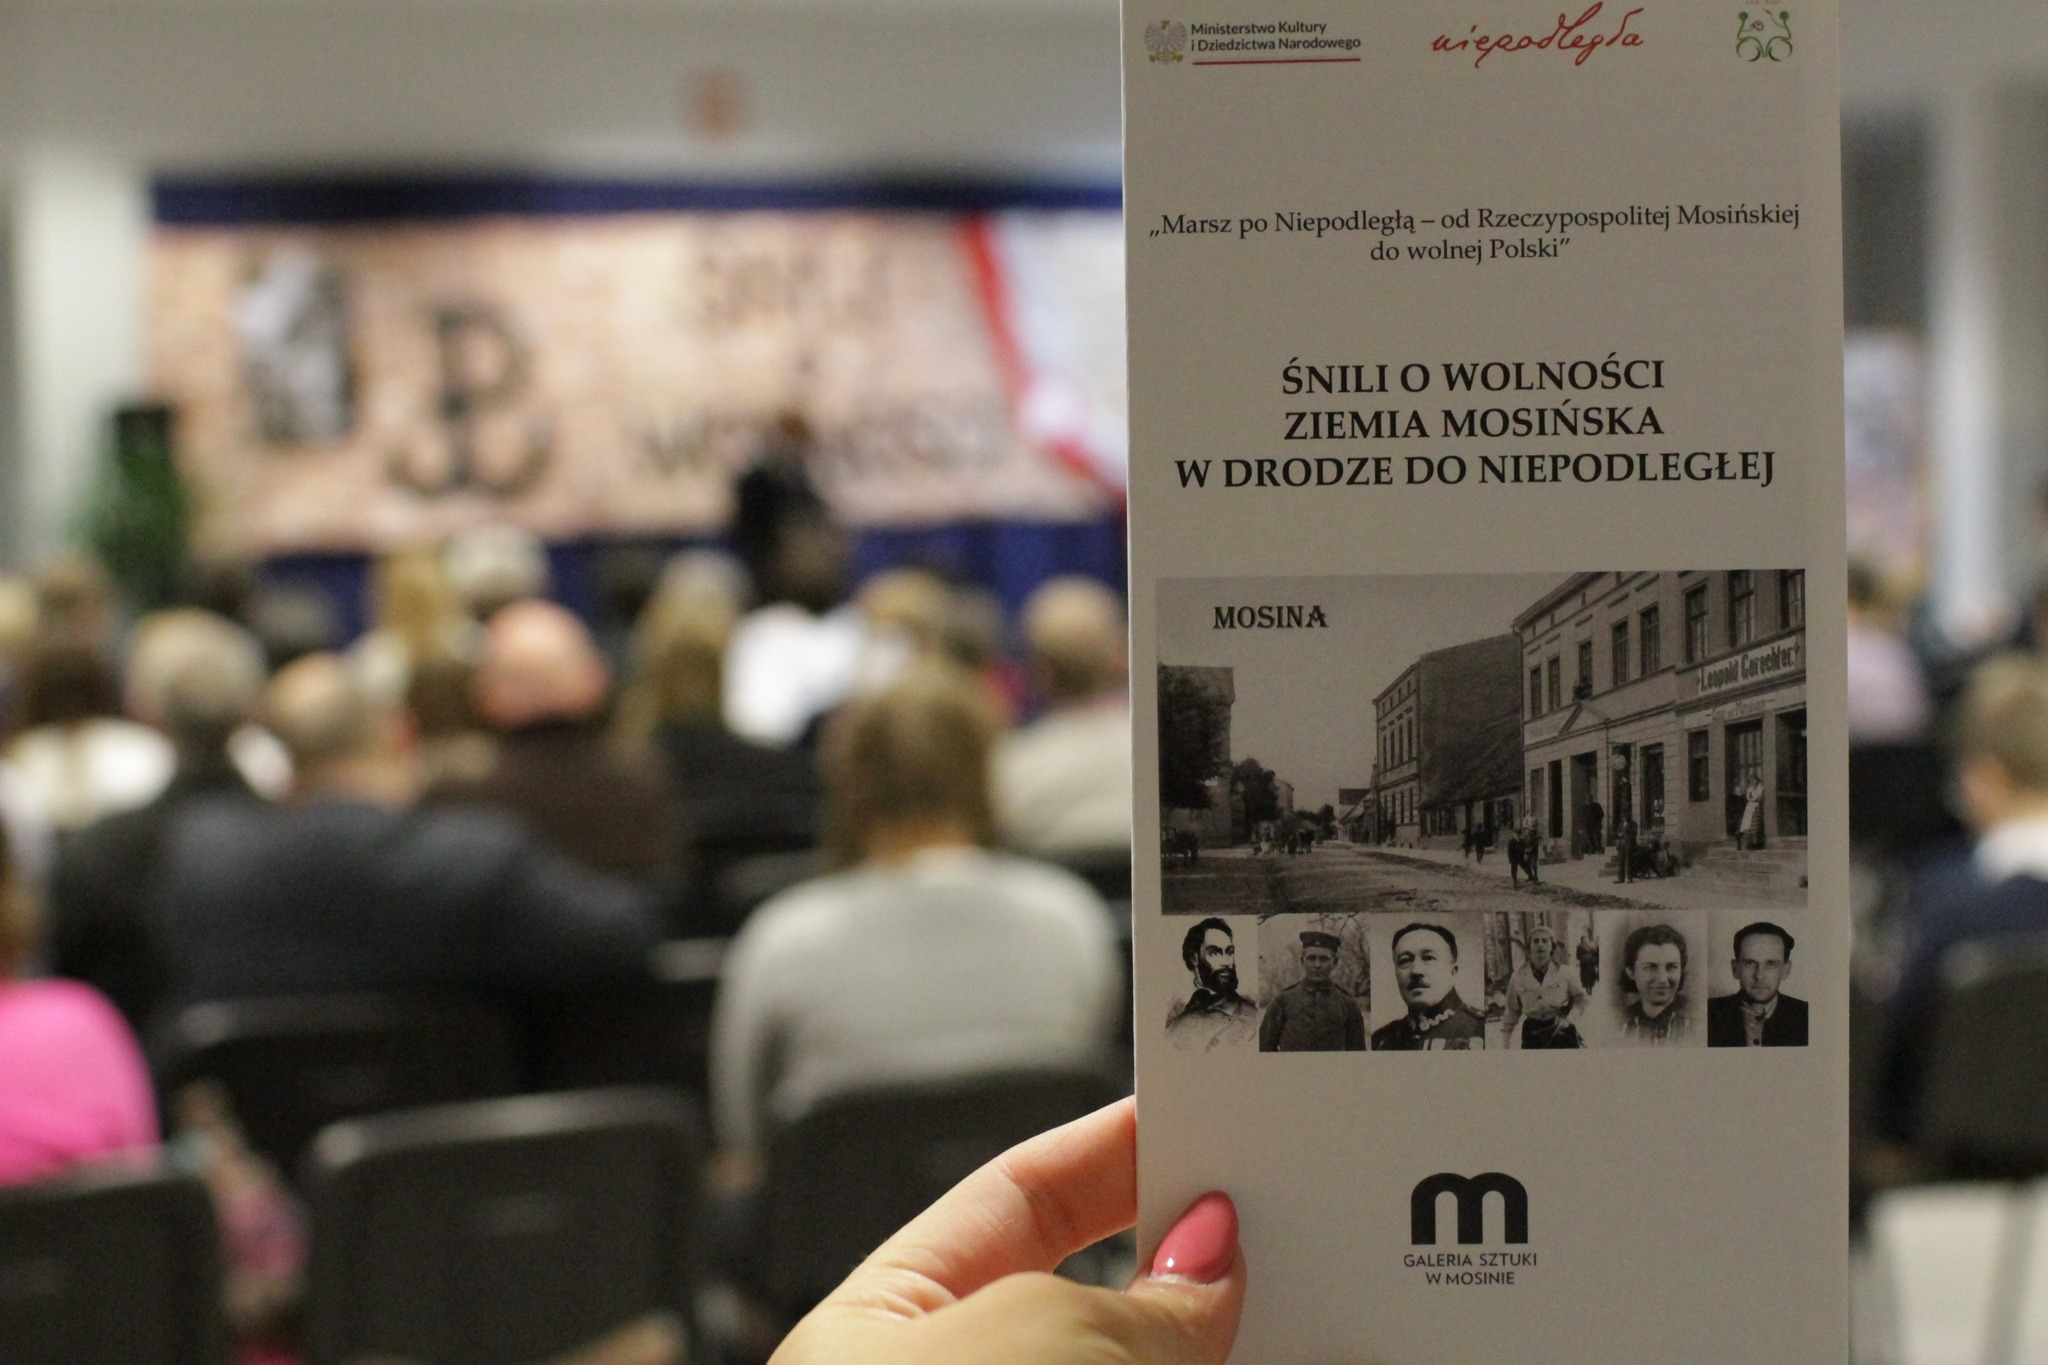 Ministerstwo Kultury
i Dziedzictwa Narodowego
niepodległa
„Marsz po Niepodległą – od Rzeczypospolitej Mosińskiej
do wolnej Polski”
ŚNILI O WOLNOŚCI
ZIEMIA MOSIŃSKA
W DRODZE DO NIEPODLEGŁEJ
MOSINA
Leopold Gerechter
m
GALERIA SZTUKI
W MOSINIE